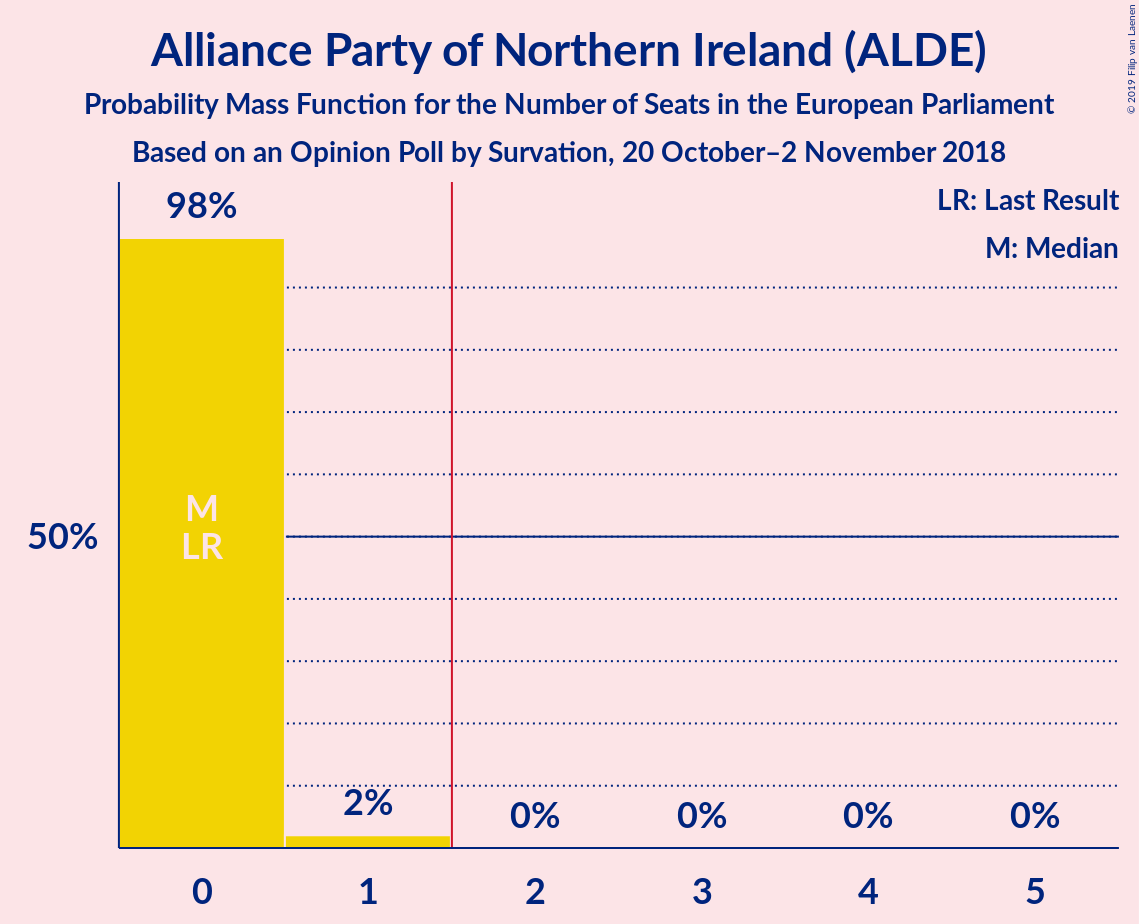 Alliance Party of Northern Ireland (ALDE)
Probability Mass Function for the Number of Seats in the European Parliament
Based on an Opinion Poll by Survation, 20 October–2 November 2018
© 2019 Filip van Laenen
LR: Last Result
M: Median
98%
M
LR
50%
2%
0%
0%
0%
0%
0
1
2
3
4
5